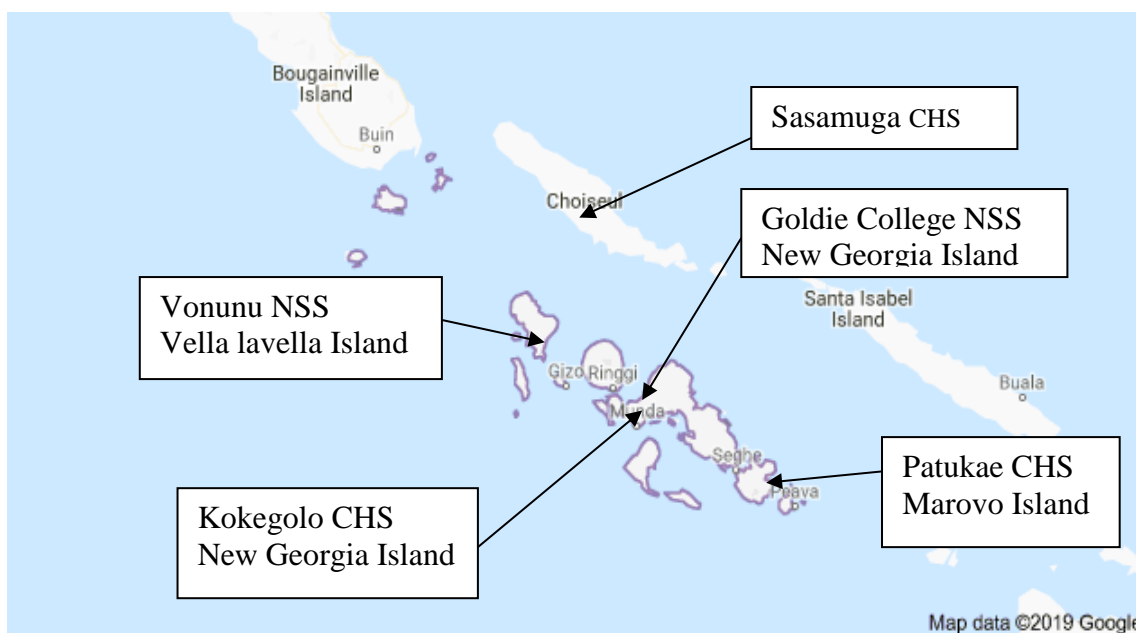 Bougainville
Island
Buin
Sasamuga CHS
Choiseul
Goldie College NSS
New Georgia Island
Vonunu NSS
Vella lavella Island
Santa Isabel
Island
Gizo
Ringgi
Buala
Munda
Seghe
Peava
Patukae CHS
Marovo Island
Kokegolo CHS
New Georgia Island
Map data ©2019 Google